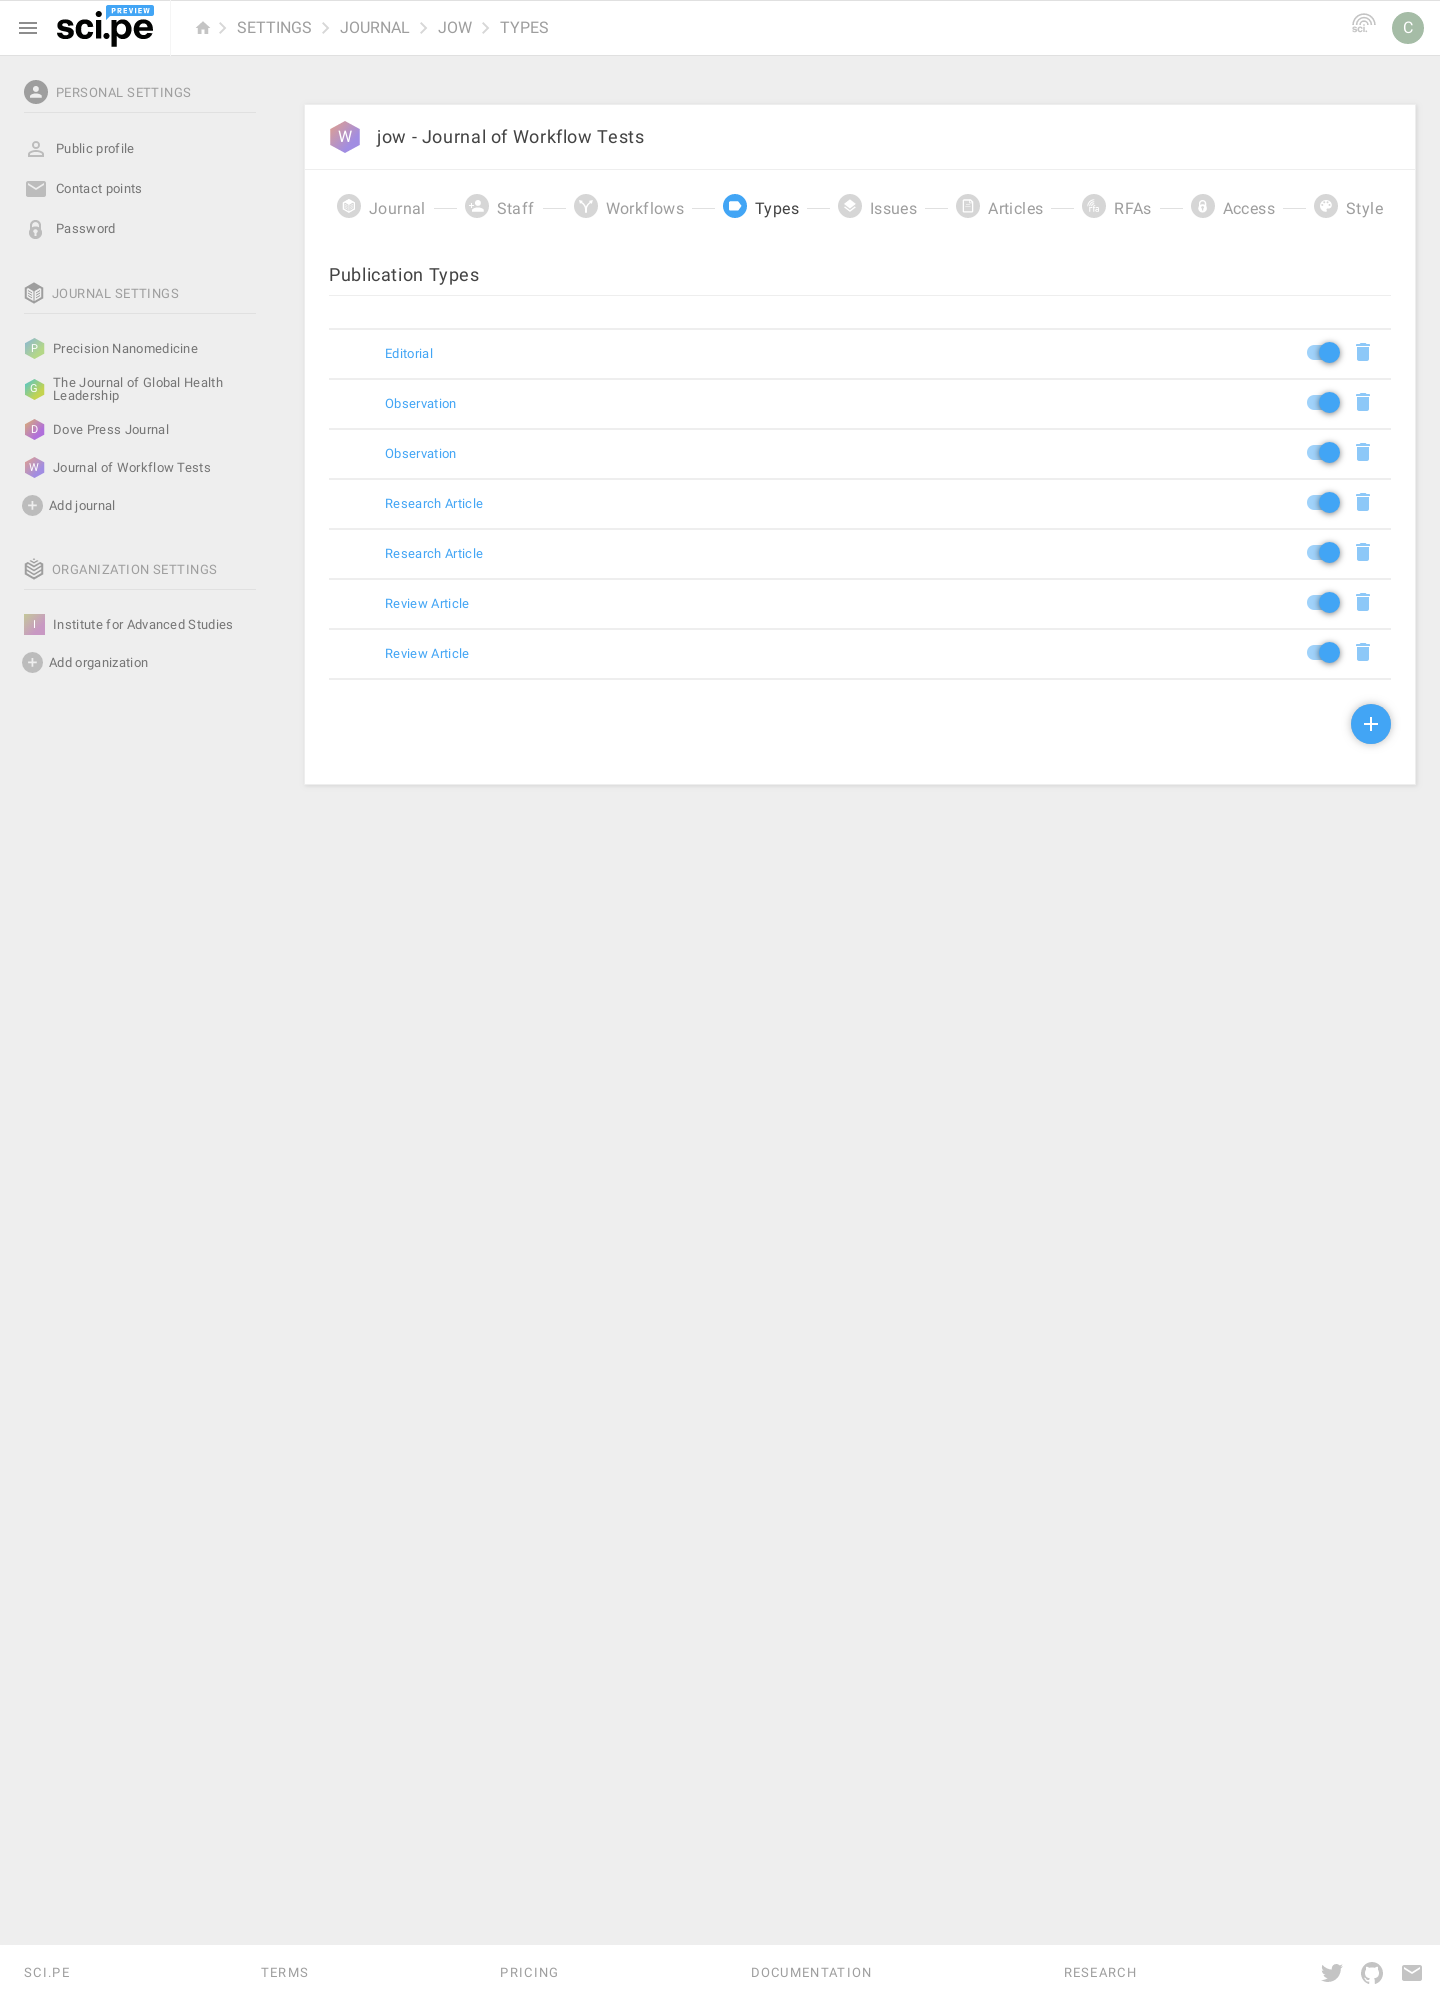 PREVIEW
sci.pe
SETTINGS
JOURNAL
JOW
TYPES
sci.
C
PERSONAL SETTINGS
Public profile
Contact points
Password
JOURNAL SETTINGS
P Precision Nanomedicine
G The Journal of Global Health
Leadership
D Dove Press Journal
W Journal of Workflow Tests
Add journal
ORGANIZATION SETTINGS
I Institute for Advanced Studies
Add organization
W jow - Journal of Workflow Tests
Journal
Staff
Workflows
Types
Issues
Articles
RFAs
Access
Style
Publication Types
Editorial
Observation
Observation
Research Article
Research Article
Review Article
Review Article
SCI.PE
TERMS
PRICING
DOCUMENTATION
RESEARCH